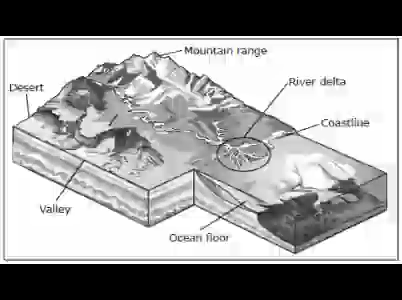 Mountain range
River delta
Desert
Coastline
Valley
Ocean floor